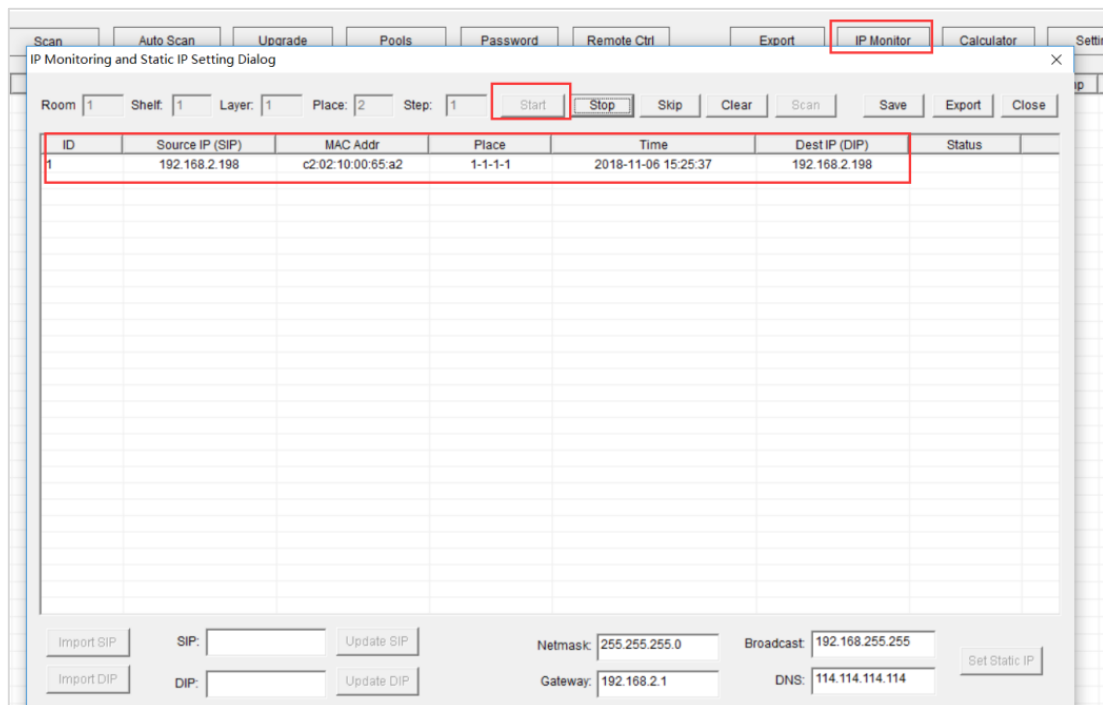 Scan Auto Scan Upgrade Pools Password Remote Ctrl Export IP Monitor Calculator
IP Monitoring and Static IP Setting Dialog
Room 1 Shelf: 1 Layer: 1 Place: 2 Step: 1 Start Stop Skip Clear Scan Save Export Close
ID Source IP (SIP) MAC Addr Place Time Dest IP (DIP) Status
1 192.168.2.198 c2:02:10:00:65:a2 1-1-1-1 2018-11-06 15:25:37 192.168.2.198
Import SIP SIP: Update SIP Netmask: 255.255.255.0 Broadcast: 192.168.255.255
Set Static IP
Import DIP DIP: Update DIP Gateway: 192.168.2.1 DNS: 114.114.114.114